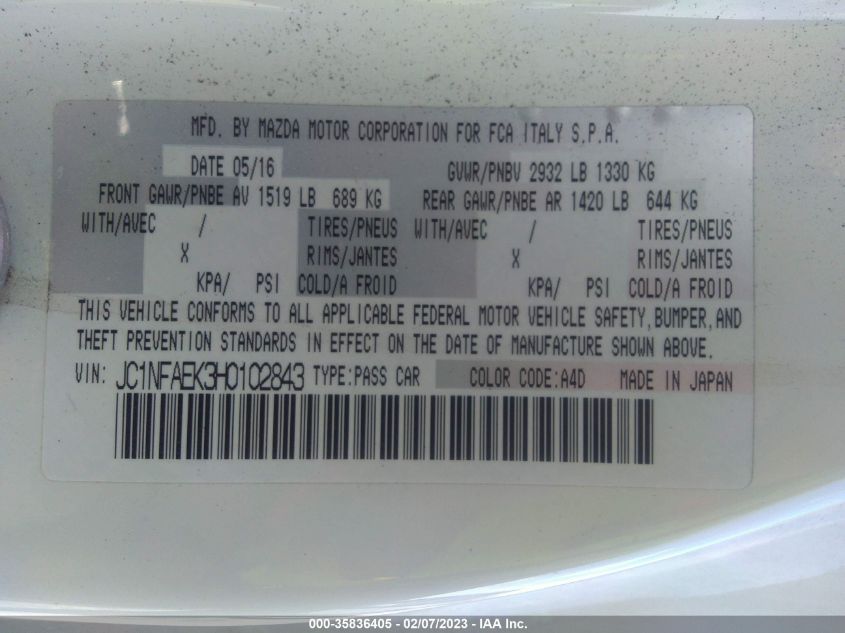 MFD. BY MAZDA MOTOR CORPORATION FOR FCA ITALY S.P.A.
DATE 05/16 GVWR/PNBV 2932 LB 1330 KG
FRONT GAWR/PNBE AV 1519 LB 689 KG REAR GAWR/PNBE AR 1420 LB 644 KG
WITH/AVEC / TIRES/PNEUS WITH/AVEC / TIRES/PNEUS
X RIMS/JANTES X RIMS/JANTES
KPA/ PSI COLD/A FROID KPA/ PSI COLD/A FROID
THIS VEHICLE CONFORMS TO ALL APPLICABLE FEDERAL MOTOR VEHICLE SAFETY, BUMPER, AND
THEFT PREVENTION STANDARDS IN EFFECT ON THE DATE OF MANUFACTURE SHOWN ABOVE.
VIN: JC1NFAEK3H0102843 TYPE:PASS CAR COLOR CODE:A4D MADE IN JAPAN
000-35836405 - 02/07/2023 - IAA Inc.